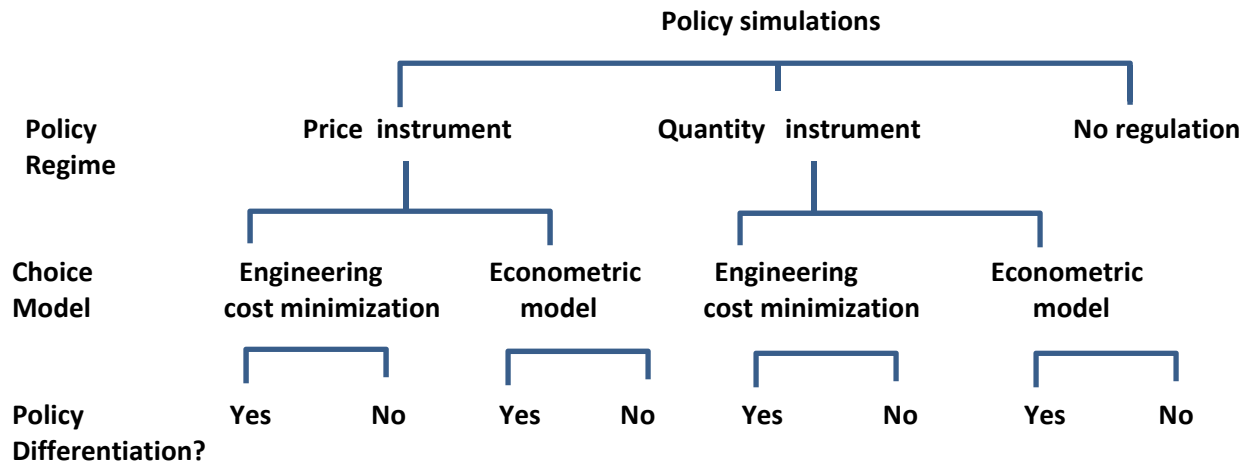 Policy simulations
Policy Regime
Price instrument
Quantity instrument
No regulation
Choice Model
Engineering cost minimization
Econometric model
Engineering cost minimization
Econometric model
Policy Differentiation?
Yes
No
Yes
No
Yes
No
Yes
No